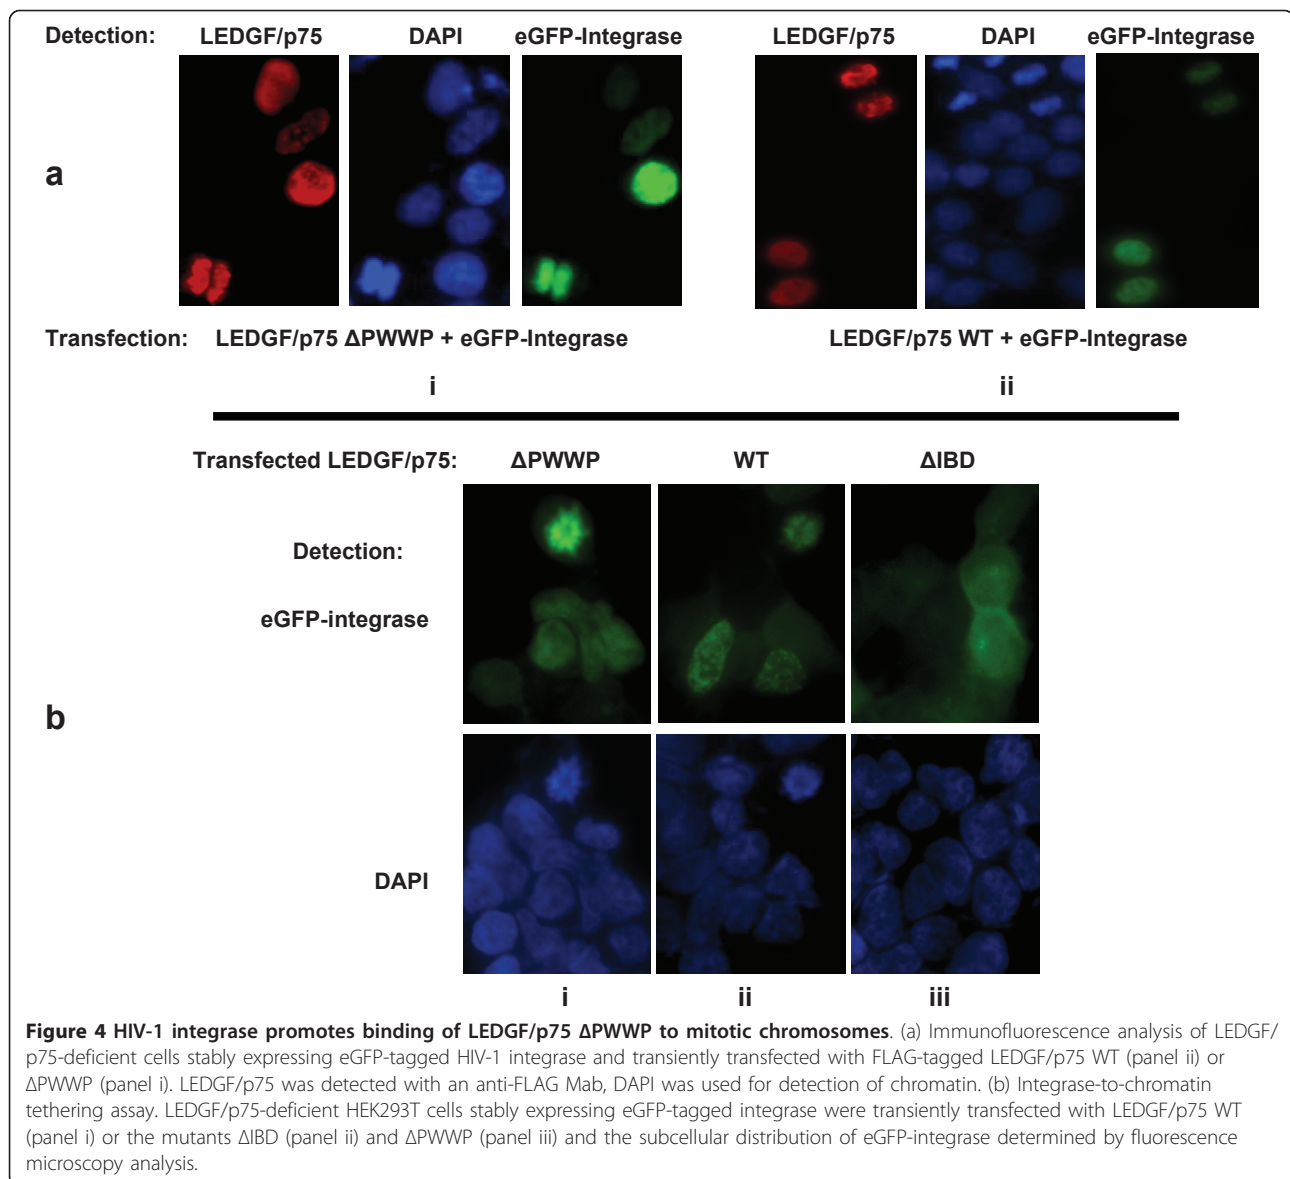 Detection: LEDGF/p75 DAPI eGFP-Integrase LEDGF/p75 DAPI eGFP-Integrase
a
Transfection: LEDGF/p75 ΔPWWP + eGFP-Integrase LEDGF/p75 WT + eGFP-Integrase
i ii
Transfected LEDGF/p75: ΔPWWP WT ΔIBD
Detection:
eGFP-integrase
b
DAPI
i ii iii
Figure 4 HIV-1 integrase promotes binding of LEDGF/p75 ΔPWWP to mitotic chromosomes. (a) Immunofluorescence analysis of LEDGF/
p75-deficient cells stably expressing eGFP-tagged HIV-1 integrase and transiently transfected with FLAG-tagged LEDGF/p75 WT (panel ii) or
ΔPWWP (panel i). LEDGF/p75 was detected with an anti-FLAG Mab, DAPI was used for detection of chromatin. (b) Integrase-to-chromatin
tethering assay. LEDGF/p75-deficient HEK293T cells stably expressing eGFP-tagged integrase were transiently transfected with LEDGF/p75 WT
(panel i) or the mutants ΔIBD (panel ii) and ΔPWWP (panel iii) and the subcellular distribution of eGFP-integrase determined by fluorescence
microscopy analysis.